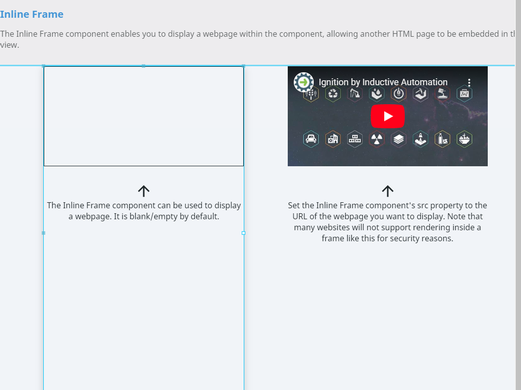 Inline Frame
The Inline Frame component enables you to display a webpage within the component, allowing another HTML page to be embedded in
view.
Ignition by Inductive Automation
The Inline Frame component can be used to display
a webpage. It is blank/empty by default.
Set the Inline Frame component's src property to the
URL of the webpage you want to display. Note that
many websites will not support rendering inside a
frame like this for security reasons.